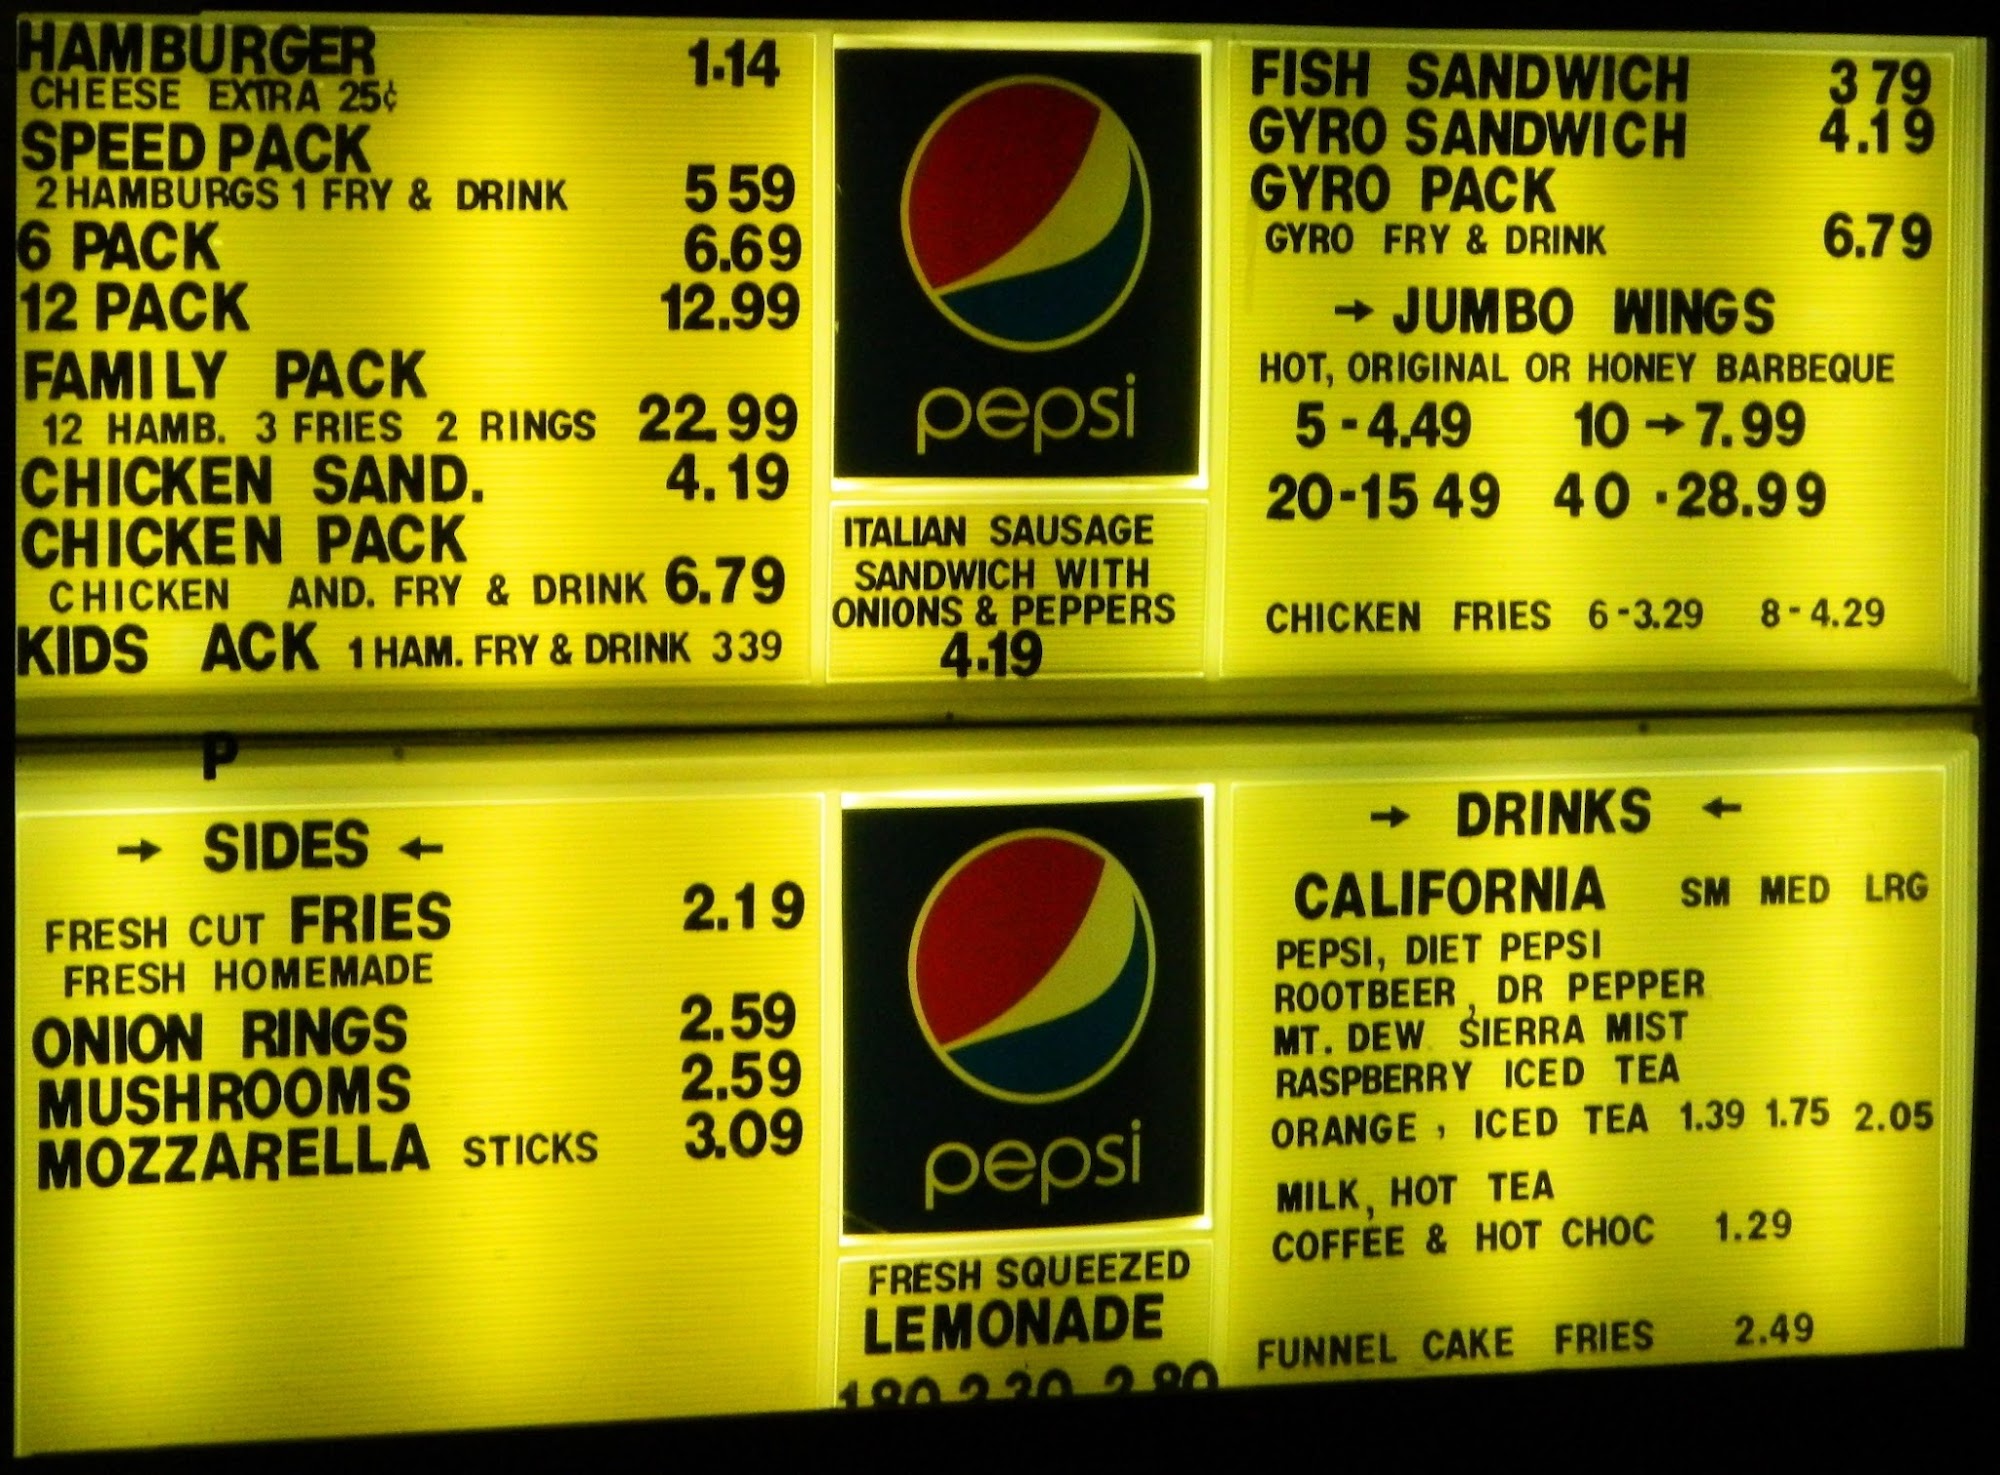 HAMBURGER 1.14
CHEESE EXTRA 25¢
SPEED PACK
2 HAMBURGS 1 FRY & DRINK 5 59
6 PACK 6.69
12 PACK 12.99
FAMILY PACK
12 HAMB. 3 FRIES 2 RINGS 22.99
CHICKEN SAND. 4.19
CHICKEN PACK
CHICKEN AND. FRY & DRINK 6.79
KIDS ACK 1 HAM. FRY & DRINK 3 39
pepsi
ITALIAN SAUSAGE
SANDWICH WITH
ONIONS & PEPPERS
4.19
FISH SANDWICH 3 79
GYRO SANDWICH 4.19
GYRO PACK
GYRO FRY & DRINK 6.79
→ JUMBO WINGS
HOT, ORIGINAL OR HONEY BARBEQUE
5 - 4.49 10 → 7.99
20 - 15 49 40 · 28.99
CHICKEN FRIES 6 - 3.29 8 - 4.29
P
→ SIDES ←
FRESH CUT FRIES 2.19
FRESH HOMEMADE
ONION RINGS 2.59
MUSHROOMS 2.59
MOZZARELLA STICKS 3.09
pepsi
FRESH SQUEEZED
LEMONADE
1.80 2.30 2.80
→ DRINKS ←
CALIFORNIA SM MED LRG
PEPSI, DIET PEPSI
ROOTBEER, DR PEPPER
MT. DEW SIERRA MIST
RASPBERRY ICED TEA
ORANGE, ICED TEA 1.39 1.75 2.05
MILK, HOT TEA
COFFEE & HOT CHOC 1.29
FUNNEL CAKE FRIES 2.49